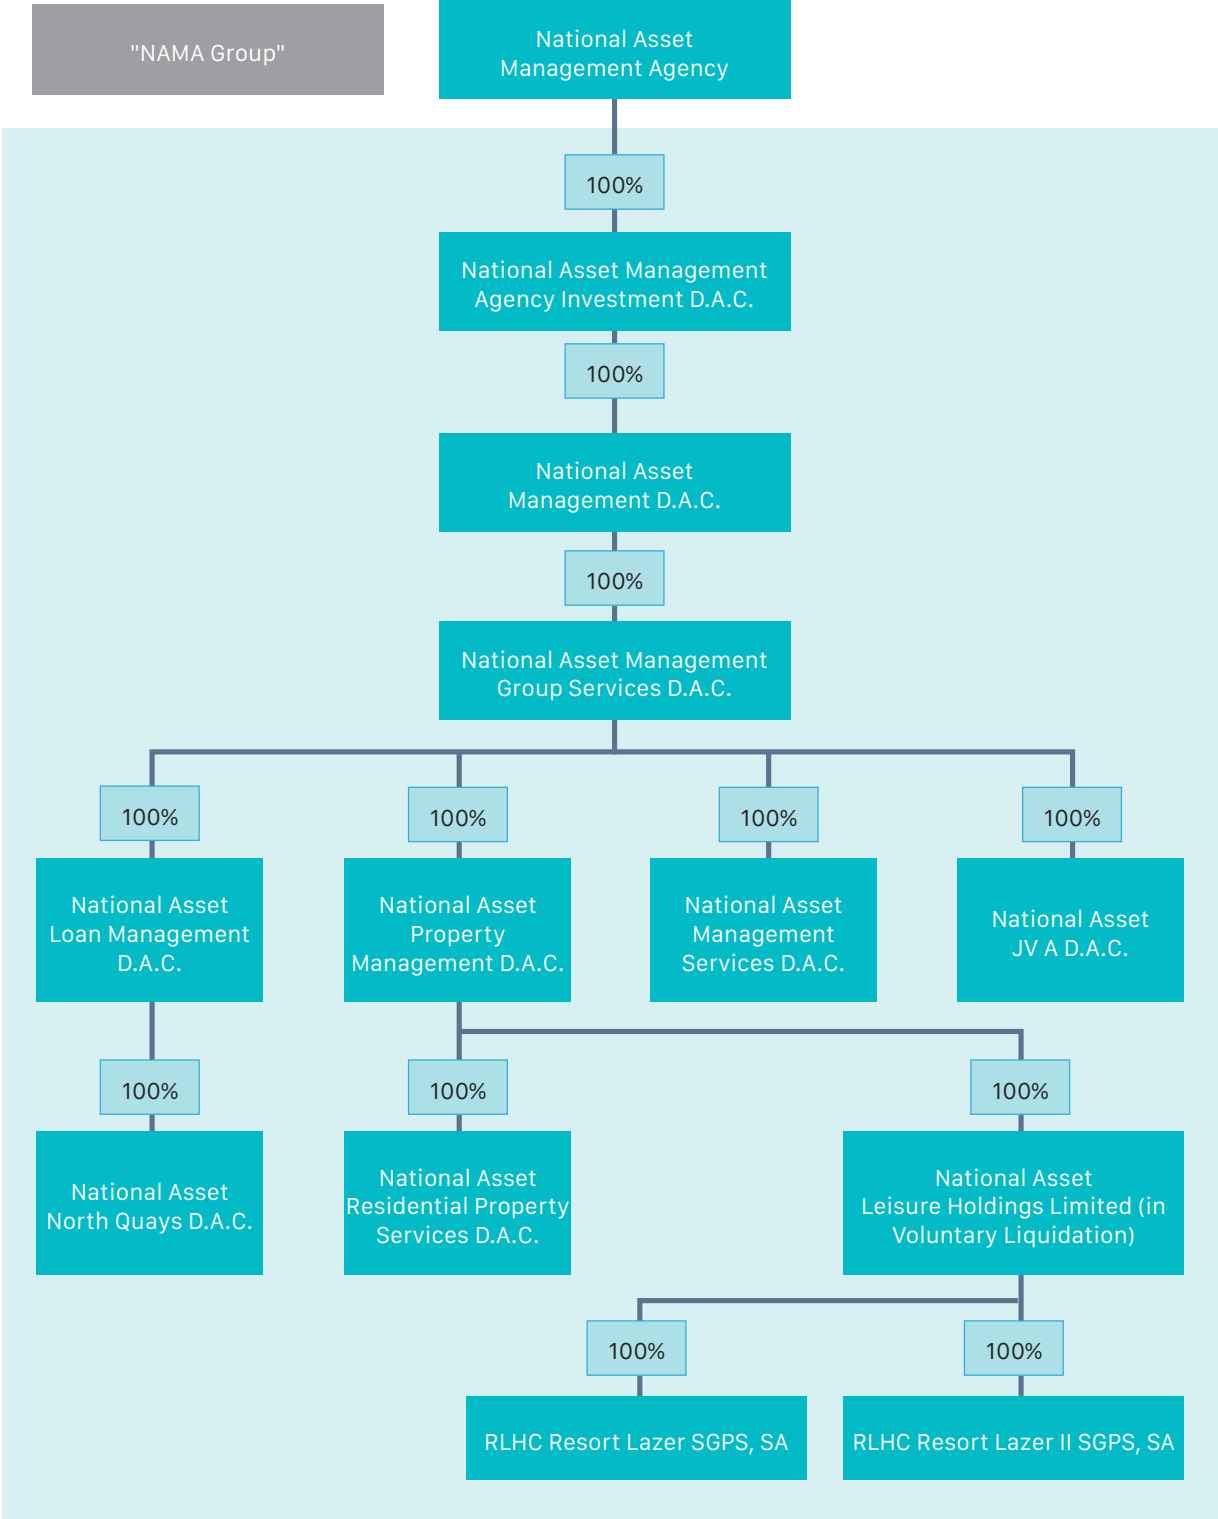 "NAMA Group"
National Asset
Management Agency
100%
National Asset Management
Agency Investment D.A.C.
100%
National Asset
Management D.A.C.
100%
National Asset Management
Group Services D.A.C.
100%
100%
100%
100%
National Asset
Loan Management
D.A.C.
National Asset
Property
Management D.A.C.
National Asset
Management
Services D.A.C.
National Asset
JV A D.A.C.
100%
100%
100%
National Asset
North Quays D.A.C.
National Asset
Residential Property
Services D.A.C.
National Asset
Leisure Holdings Limited (in
Voluntary Liquidation)
100%
100%
RLHC Resort Lazer SGPS, SA
RLHC Resort Lazer II SGPS, SA